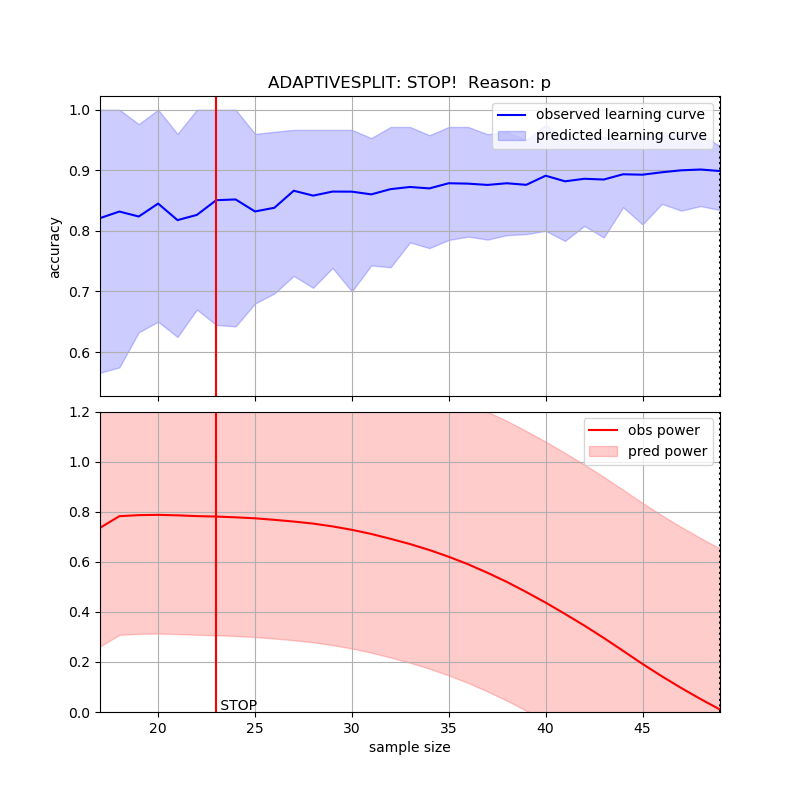 ADAPTIVESPLIT: STOP!  Reason: p
observed learning curve
predicted learning curve
accuracy
1.0
0.9
0.8
0.7
0.6
obs power
pred power
1.2
1.0
0.8
0.6
0.4
0.2
0.0
STOP
20 25 30 35 40 45
sample size